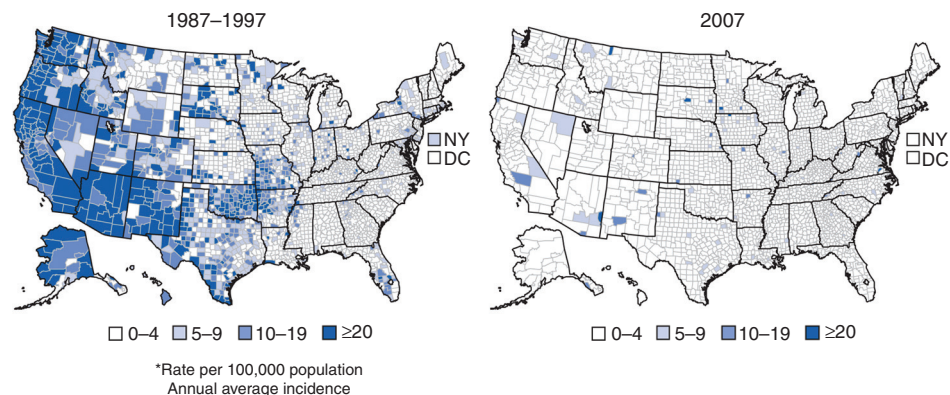 1987–1997
2007
NY
DC
NY
DC
0–4 5–9 10–19 ≥20
0–4 5–9 10–19 ≥20
*Rate per 100,000 population
Annual average incidence